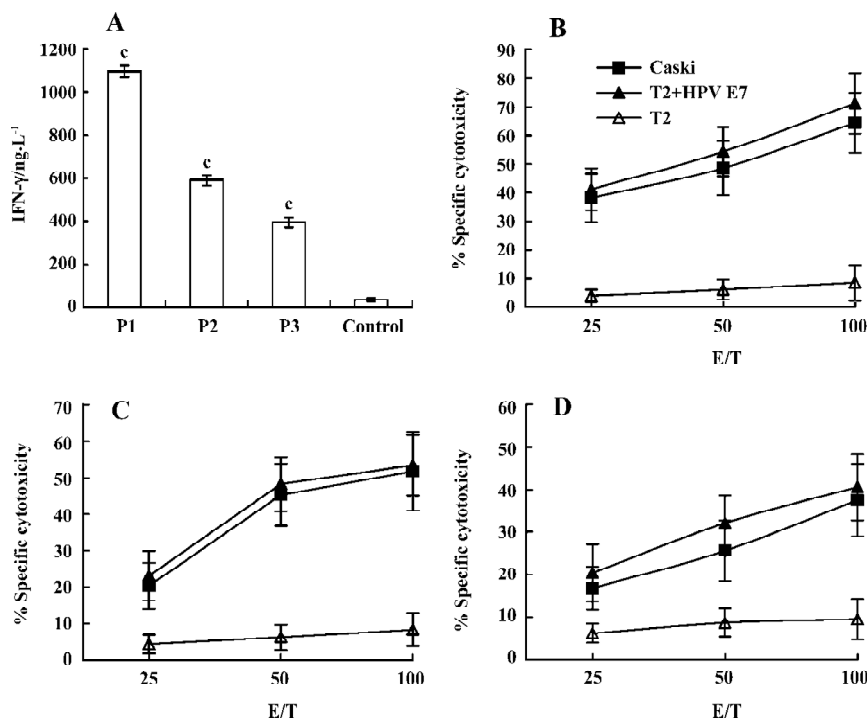 A
IFN-γ/ng·L⁻¹
1200
1000
800
600
400
200
0
c
c
c
P1 P2 P3 Control
B
% Specific cytotoxicity
90
80
70
60
50
40
30
20
10
0
Caski
T2+HPV E7
T2
25 50 100
E/T
C
% Specific cytotoxicity
70
60
50
40
30
20
10
0
25 50 100
E/T
D
% Specific cytotoxicity
60
50
40
30
20
10
0
25 50 100
E/T